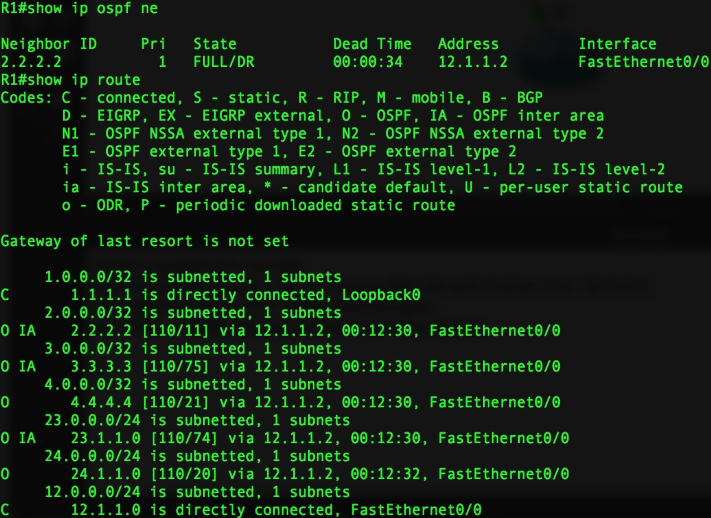 R1#show ip ospf ne
Neighbor ID Pri State Dead Time Address Interface
2.2.2.2 1 FULL/DR 00:00:34 12.1.1.2 FastEthernet0/0
R1#show ip route
Codes: C - connected, S - static, R - RIP, M - mobile, B - BGP
D - EIGRP, EX - EIGRP external, O - OSPF, IA - OSPF inter area
N1 - OSPF NSSA external type 1, N2 - OSPF NSSA external type 2
E1 - OSPF external type 1, E2 - OSPF external type 2
i - IS-IS, su - IS-IS summary, L1 - IS-IS level-1, L2 - IS-IS level-2
ia - IS-IS inter area, * - candidate default, U - per-user static route
o - ODR, P - periodic downloaded static route
Gateway of last resort is not set
1.0.0.0/32 is subnetted, 1 subnets
C 1.1.1.1 is directly connected, Loopback0
2.0.0.0/32 is subnetted, 1 subnets
O IA 2.2.2.2 [110/11] via 12.1.1.2, 00:12:30, FastEthernet0/0
3.0.0.0/32 is subnetted, 1 subnets
O IA 3.3.3.3 [110/75] via 12.1.1.2, 00:12:30, FastEthernet0/0
4.0.0.0/32 is subnetted, 1 subnets
O 4.4.4.4 [110/21] via 12.1.1.2, 00:12:30, FastEthernet0/0
23.0.0.0/24 is subnetted, 1 subnets
O IA 23.1.1.0 [110/74] via 12.1.1.2, 00:12:30, FastEthernet0/0
24.0.0.0/24 is subnetted, 1 subnets
O 24.1.1.0 [110/20] via 12.1.1.2, 00:12:32, FastEthernet0/0
12.0.0.0/24 is subnetted, 1 subnets
C 12.1.1.0 is directly connected, FastEthernet0/0